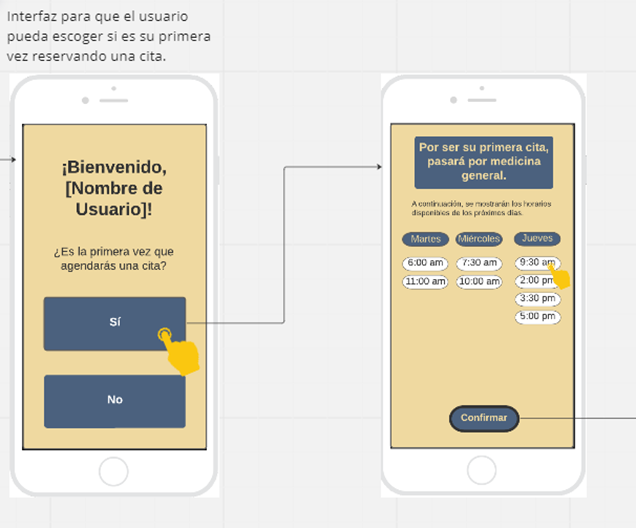 Interfaz para que el usuario
pueda escoger si es su primera
vez reservando una cita.
¡Bienvenido,
[Nombre de
Usuario]!
¿Es la primera vez que
agendarás una cita?
Sí
No
Por ser su primera cita,
pasará por medicina
general.
A continuación, se mostrarán los horarios
disponibles de los próximos días.
Martes Miércoles Jueves
6:00 am 7:30 am 9:30 am
11:00 am 10:00 am 2:00 pm
3:30 pm
5:00 pm
Confirmar